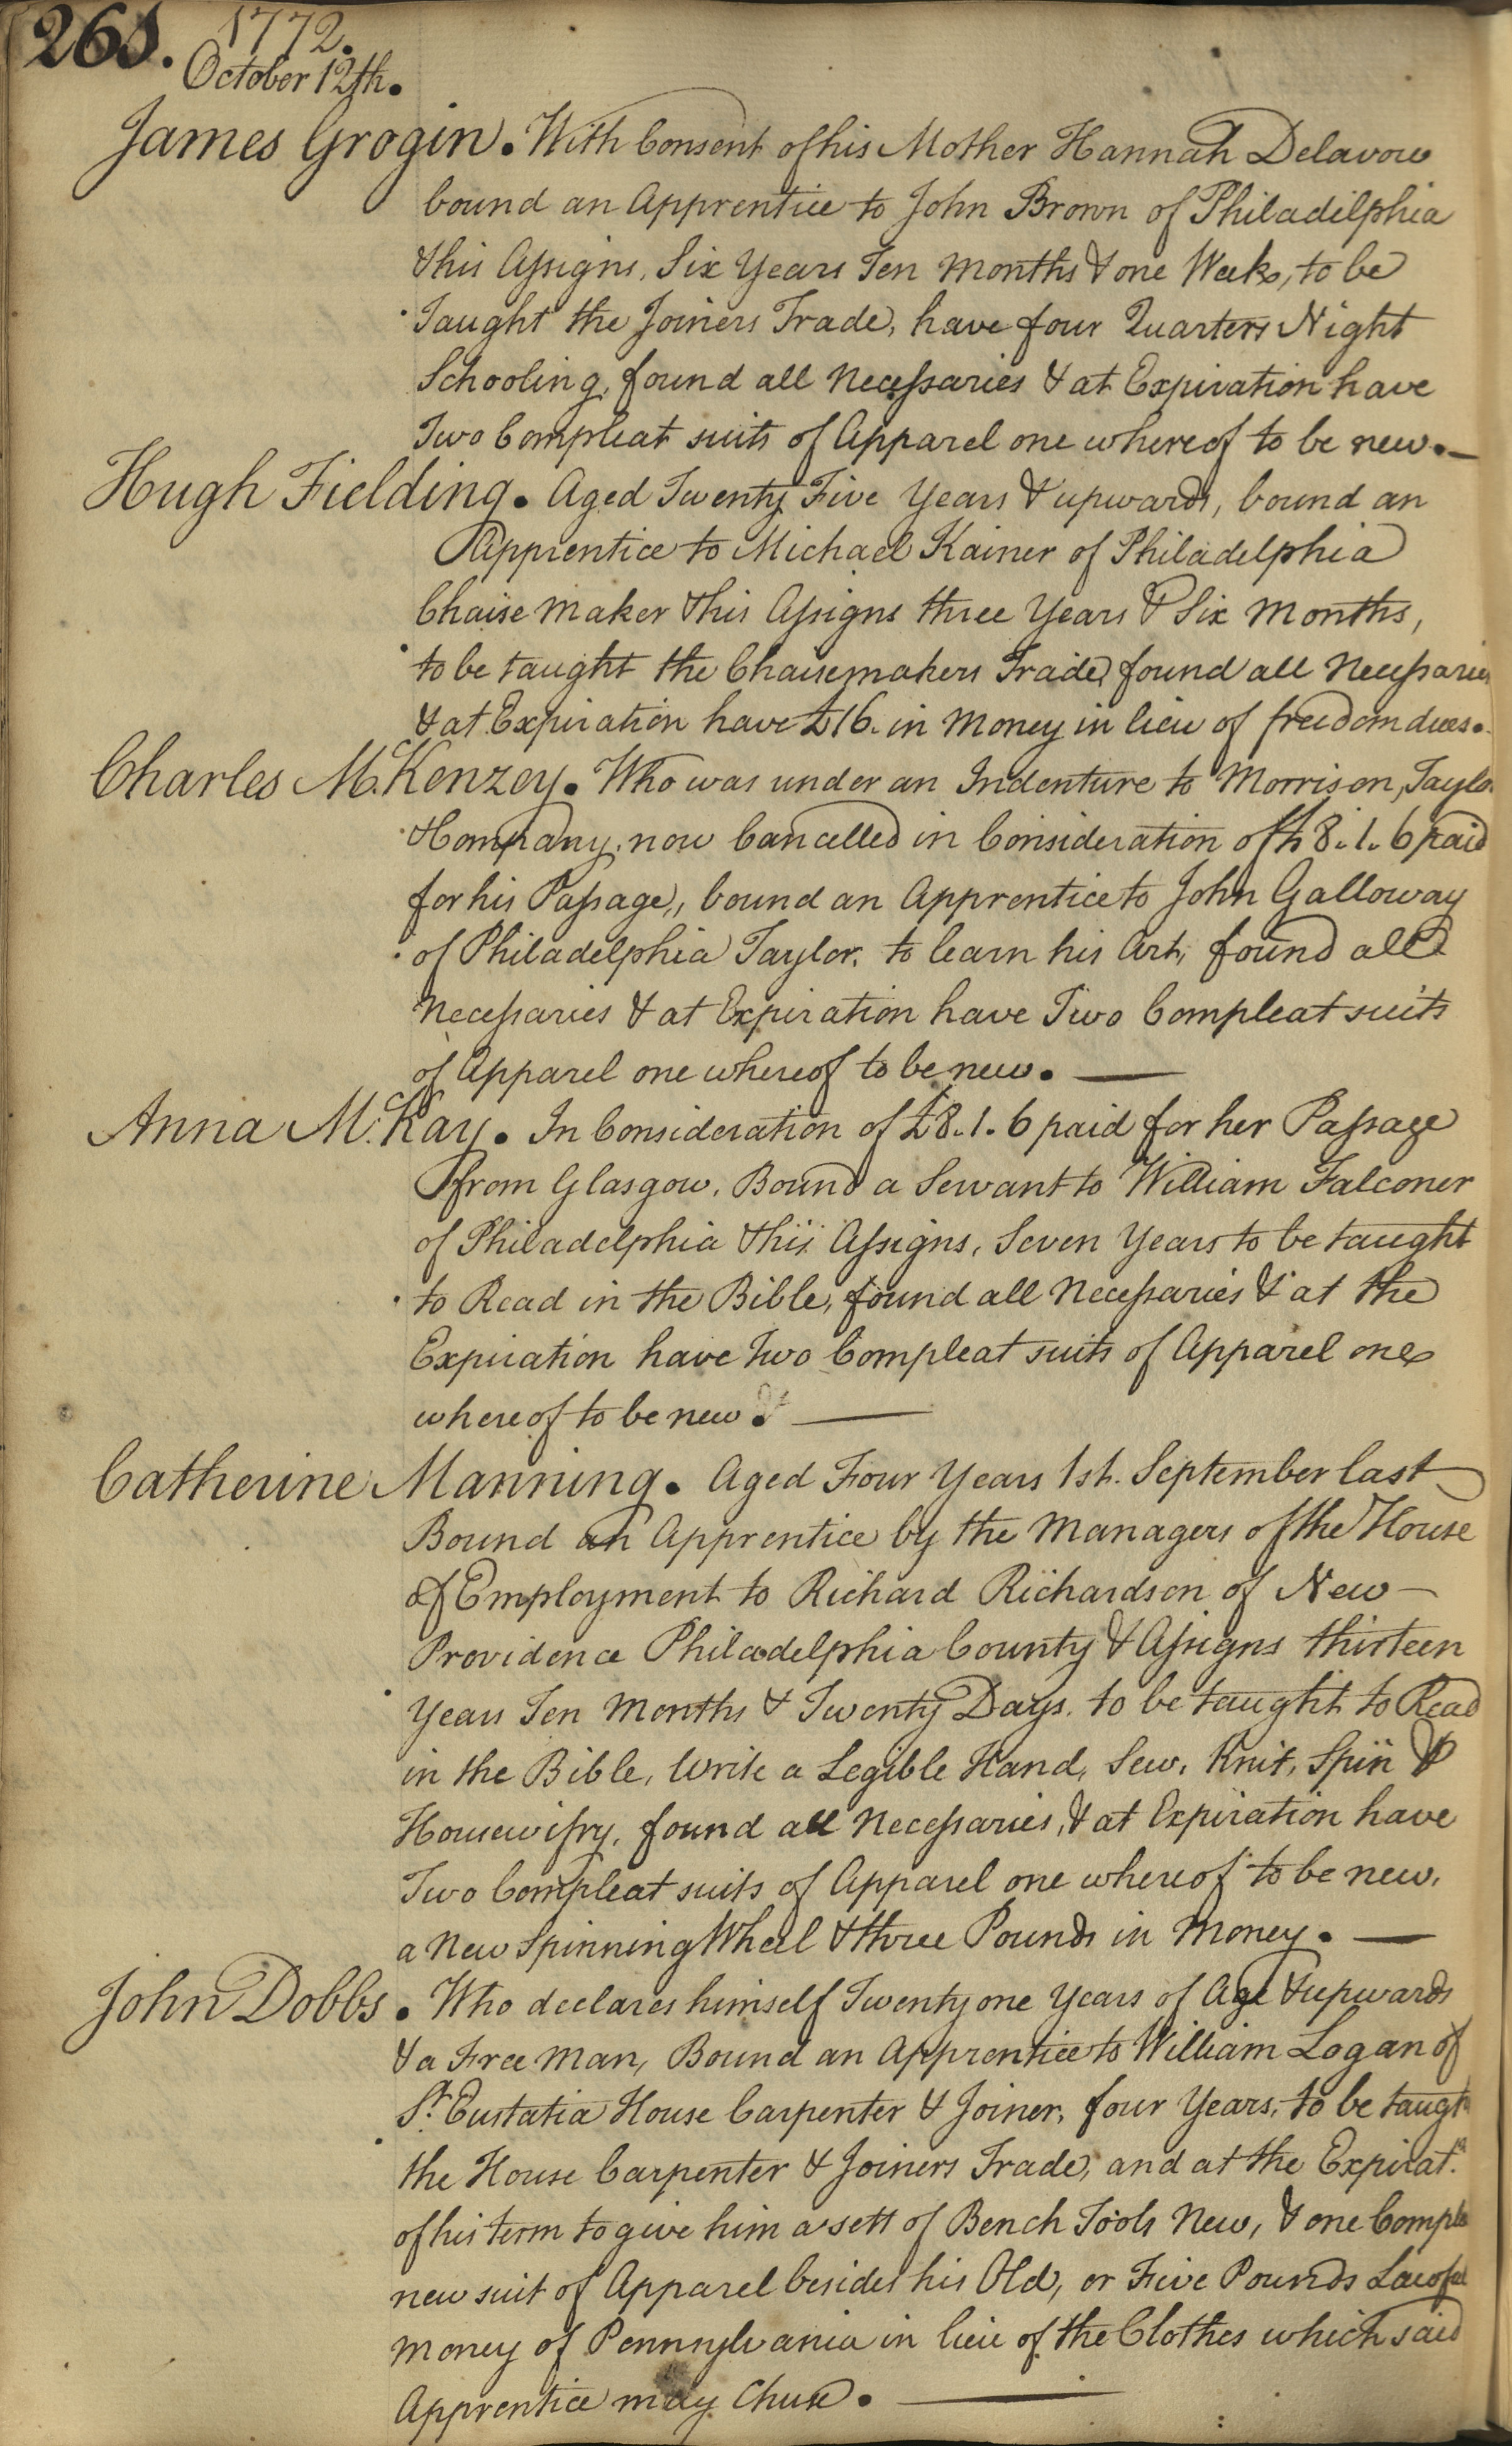 265.
1772.
October 12th.
James Grogin. With Consent of his Mother Hannah Delavou
bound an Apprentice to John Brown of Philadilphia
& his Assigns, Six Years Ten Months & one Week, to be
Taught the Joiners Trade, have four Quarters Night
Schooling, found all Necessaries & at Expiration have
Two Compleat suits of Apparel one whereof to be new.—
Hugh Fielding. Aged Twenty Five Years & upwards, bound an
Apprentice to Michael Kainer of Philadelphia
Chaise Maker & his Assigns three Years & Six Months,
to be taught the Chaisemakers Trade, found all Necessaries
& at Expiration have £16. in Money in lieu of freedom dues.
Charles McKenzey. Who was under an Indenture to Morrison, Taylo
& Company, now Cancelled in Consideration of £8.1.6 paid
for his Passage, bound an Apprentice to John Galloway
of Philadelphia Taylor, to learn his Art, found all
Necessaries & at Expiration have Two Compleat suits
of Apparel one whereof to be new. —
Anna McKay. In Consideration of £8.1.6 paid for her Passage
from Glasgow, Bound a Servant to William Falconer
of Philadelphia & his Assigns, Seven Years to be taught
to Read in the Bible, found all Necessaries & at the
Expiration have Two Compleat suits of Apparel one
whereof to be new. —
Catherine Manning. Aged Four Years 1st. September last
Bound an Apprentice by the Managers of the House
of Employment to Richard Richardson of New—
Providence Philadelphia County & Assigns thirteen
Years Ten Months & Twenty Days. to be taught to Read
in the Bible, Write a Legible Hand, Sew, Knit, Spin &
Housewifry, found all Necessaries, & at Expiration have
Two Compleat suits of Apparel one whereof to be new,
a New Spinning Wheel & three Pounds in Money. —
John Dobbs. Who declares himself Twenty one Years of Age & upwards
& a Free Man, Bound an Apprentice to William Logan of
St. Eustatia House Carpenter & Joiner, four Years, to be taught
the House Carpenter & Joiners Trade, and at the Expirat.n
of his term to give him a sett of Bench Tools New, & one Comple
new suit of Apparel besides his Old, or Five Pounds Lawful
Money of Pennsylvania in lieu of the Clothes which said
Apprentice may Chuse. —